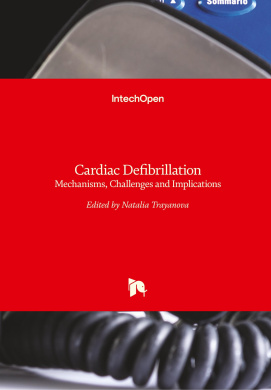 Sommario
IntechOpen
Cardiac Defibrillation
Mechanisms, Challenges and Implications
Edited by Natalia Trayanova